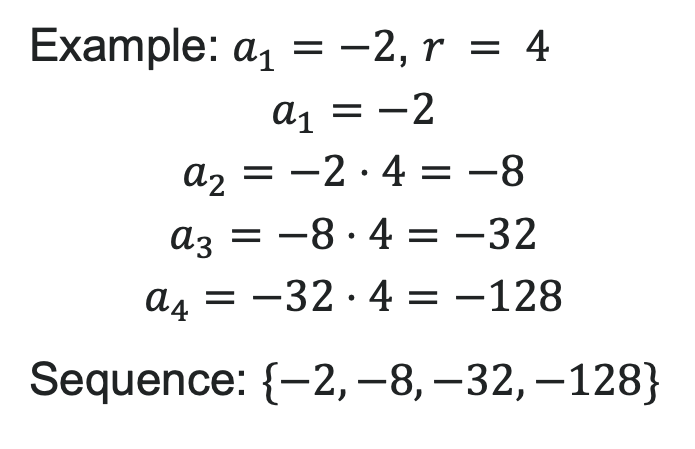 Example: a₁ = −2, r = 4
a₁ = −2
a₂ = −2 · 4 = −8
a₃ = −8 · 4 = −32
a₄ = −32 · 4 = −128
Sequence: {−2, −8, −32, −128}